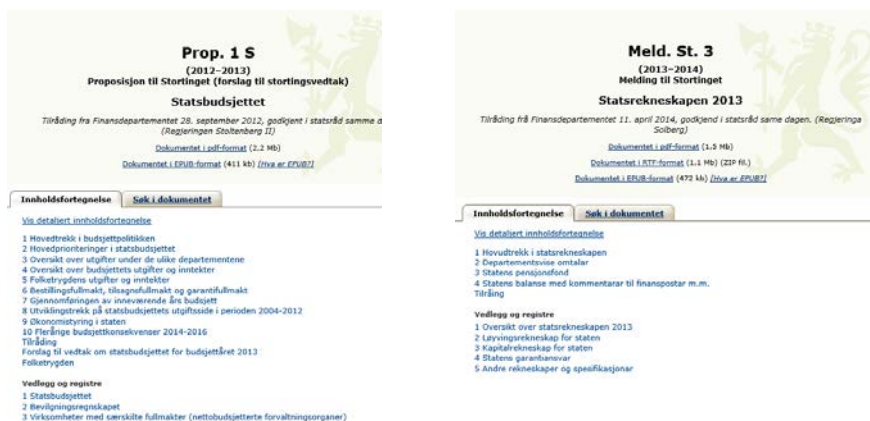 Prop. 1 S
(2012–2013)
Proposisjon til Stortinget (forslag til stortingsvedtak)
Statsbudsjettet
Tilråding fra Finansdepartementet 28. september 2012, godkjent i statsråd samme d
(Regjeringen Stoltenberg II)
Dokumentet i pdf-format (2.2 Mb)
Dokumentet i EPUB-format (411 kb) [Hva er EPUB?]
Innholdsfortegnelse Søk i dokumentet
Vis detaljert innholdsfortegnelse
1 Hovedtrekk i budsjettpolitikken
2 Hovedprioriteringer i statsbudsjettet
3 Oversikt over utgifter under de ulike departementene
4 Oversikt over budsjettets utgifter og inntekter
5 Folketrygdens utgifter og inntekter
6 Bestillingsfullmakt, tilsagnsfullmakt og garantifullmakt
7 Gjennomføringen av inneværende års budsjett
8 Utviklingstrekk på statsbudsjettets utgiftsside i perioden 2004-2012
9 Økonomistyring i staten
10 Flerårige budsjettkonsekvenser 2014-2016
Tilråding
Forslag til vedtak om statsbudsjettet for budsjettåret 2013
Folketrygden
Vedlegg og registre
1 Statsbudsjettet
2 Bevilgningsregnskapet
3 Virksomheter med særskilte fullmakter (nettobudsjetterte forvaltningsorganer)
Meld. St. 3
(2013–2014)
Melding til Stortinget
Statsrekneskapen 2013
Tilråding frå Finansdepartementet 11. april 2014, godkjend i statsråd same dagen. (Regjeringa
Solberg)
Dokumentet i pdf-format (1.5 Mb)
Dokumentet i RTF-format (1.1 Mb) (ZIP fil.)
Dokumentet i EPUB-format (472 kb) [Hva er EPUB?]
Innholdsfortegnelse Søk i dokumentet
Vis detaljert innholdsfortegnelse
1 Hovudtrekk i statsrekneskapen
2 Departementsvise omtalar
3 Statens pensjonsfond
4 Statens balanse med kommentarar til finanspostar m.m.
Tilråing
Vedlegg og registre
1 Oversikt over statsrekneskapen 2013
2 Løyvingsrekneskap for staten
3 Kapitalrekneskap for staten
4 Statens garantiansvar
5 Andre rekneskaper og spesifikasjonar